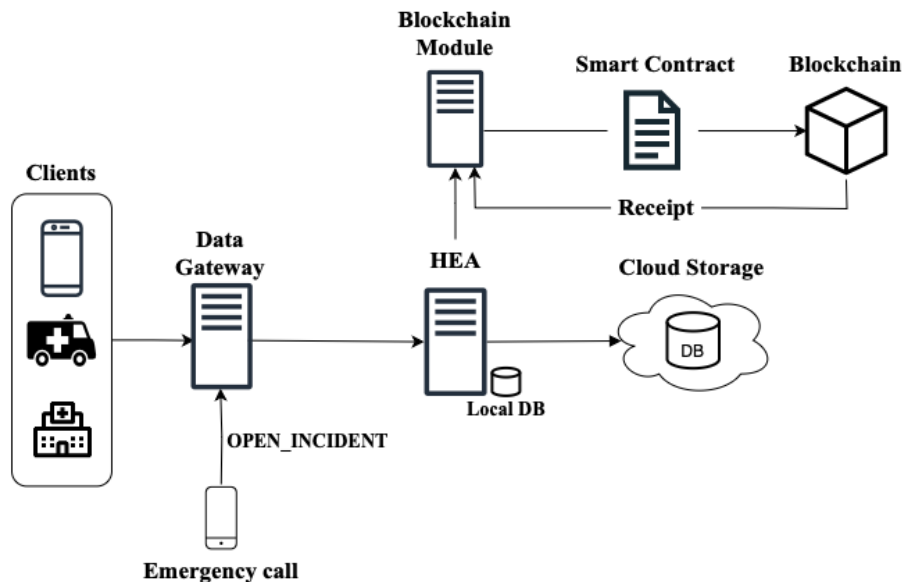 Blockchain
Module
Smart Contract
Blockchain
Clients
Receipt
Data
Gateway
HEA
Cloud Storage
DB
Local DB
OPEN_INCIDENT
Emergency call